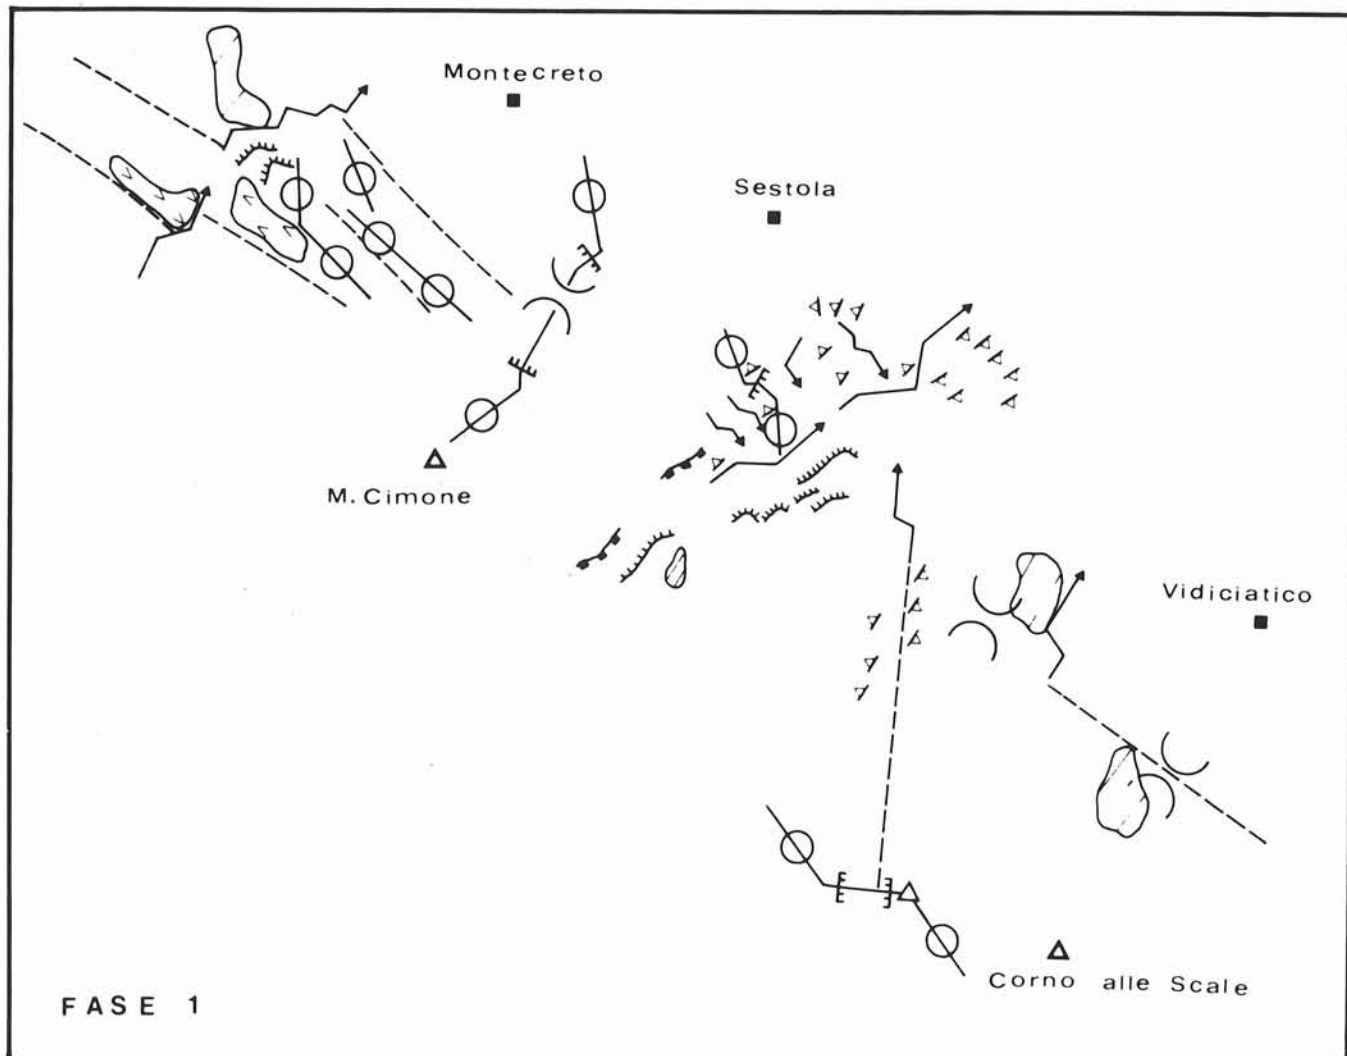 Montecreto
Sestola
M. Cimone
Vidiciatico
Corno alle Scale
FASE 1